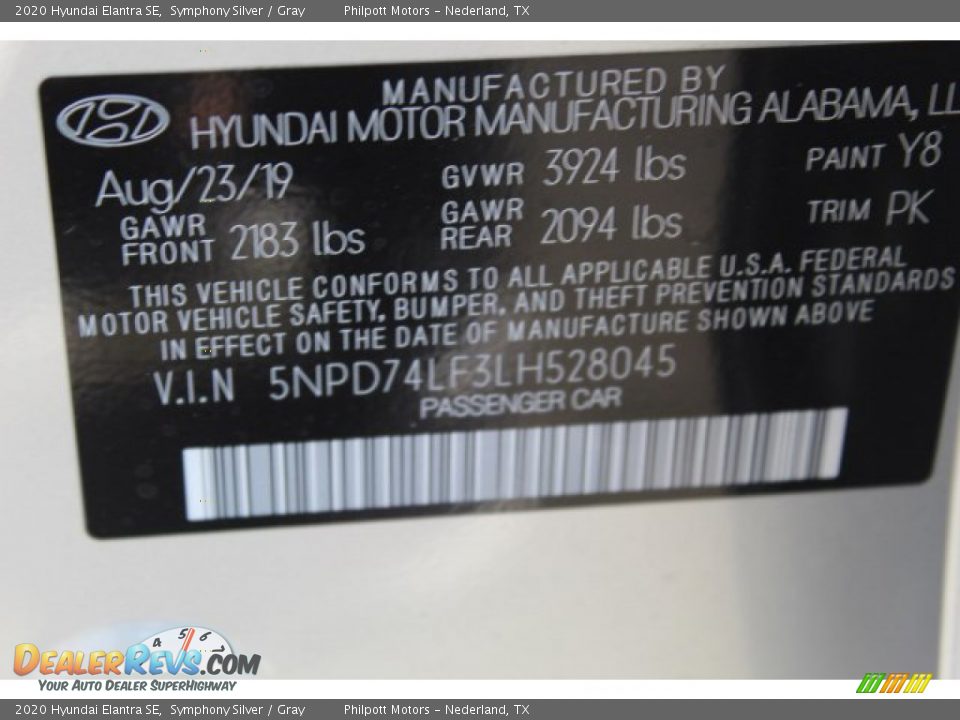 2020 Hyundai Elantra SE, Symphony Silver / Gray Philpott Motors - Nederland, TX
MANUFACTURED BY
HYUNDAI MOTOR MANUFACTURING ALABAMA, LL
Aug/23/19 GVWR 3924 lbs PAINT Y8
GAWR FRONT 2183 lbs GAWR REAR 2094 lbs TRIM PK
THIS VEHICLE CONFORMS TO ALL APPLICABLE U.S.A. FEDERAL
MOTOR VEHICLE SAFETY, BUMPER, AND THEFT PREVENTION STANDARDS
IN EFFECT ON THE DATE OF MANUFACTURE SHOWN ABOVE
V.I.N 5NPD74LF3LH528045
PASSENGER CAR
4 5 6
DEALERREVS.COM
YOUR AUTO DEALER SUPERHIGHWAY
2020 Hyundai Elantra SE, Symphony Silver / Gray Philpott Motors - Nederland, TX